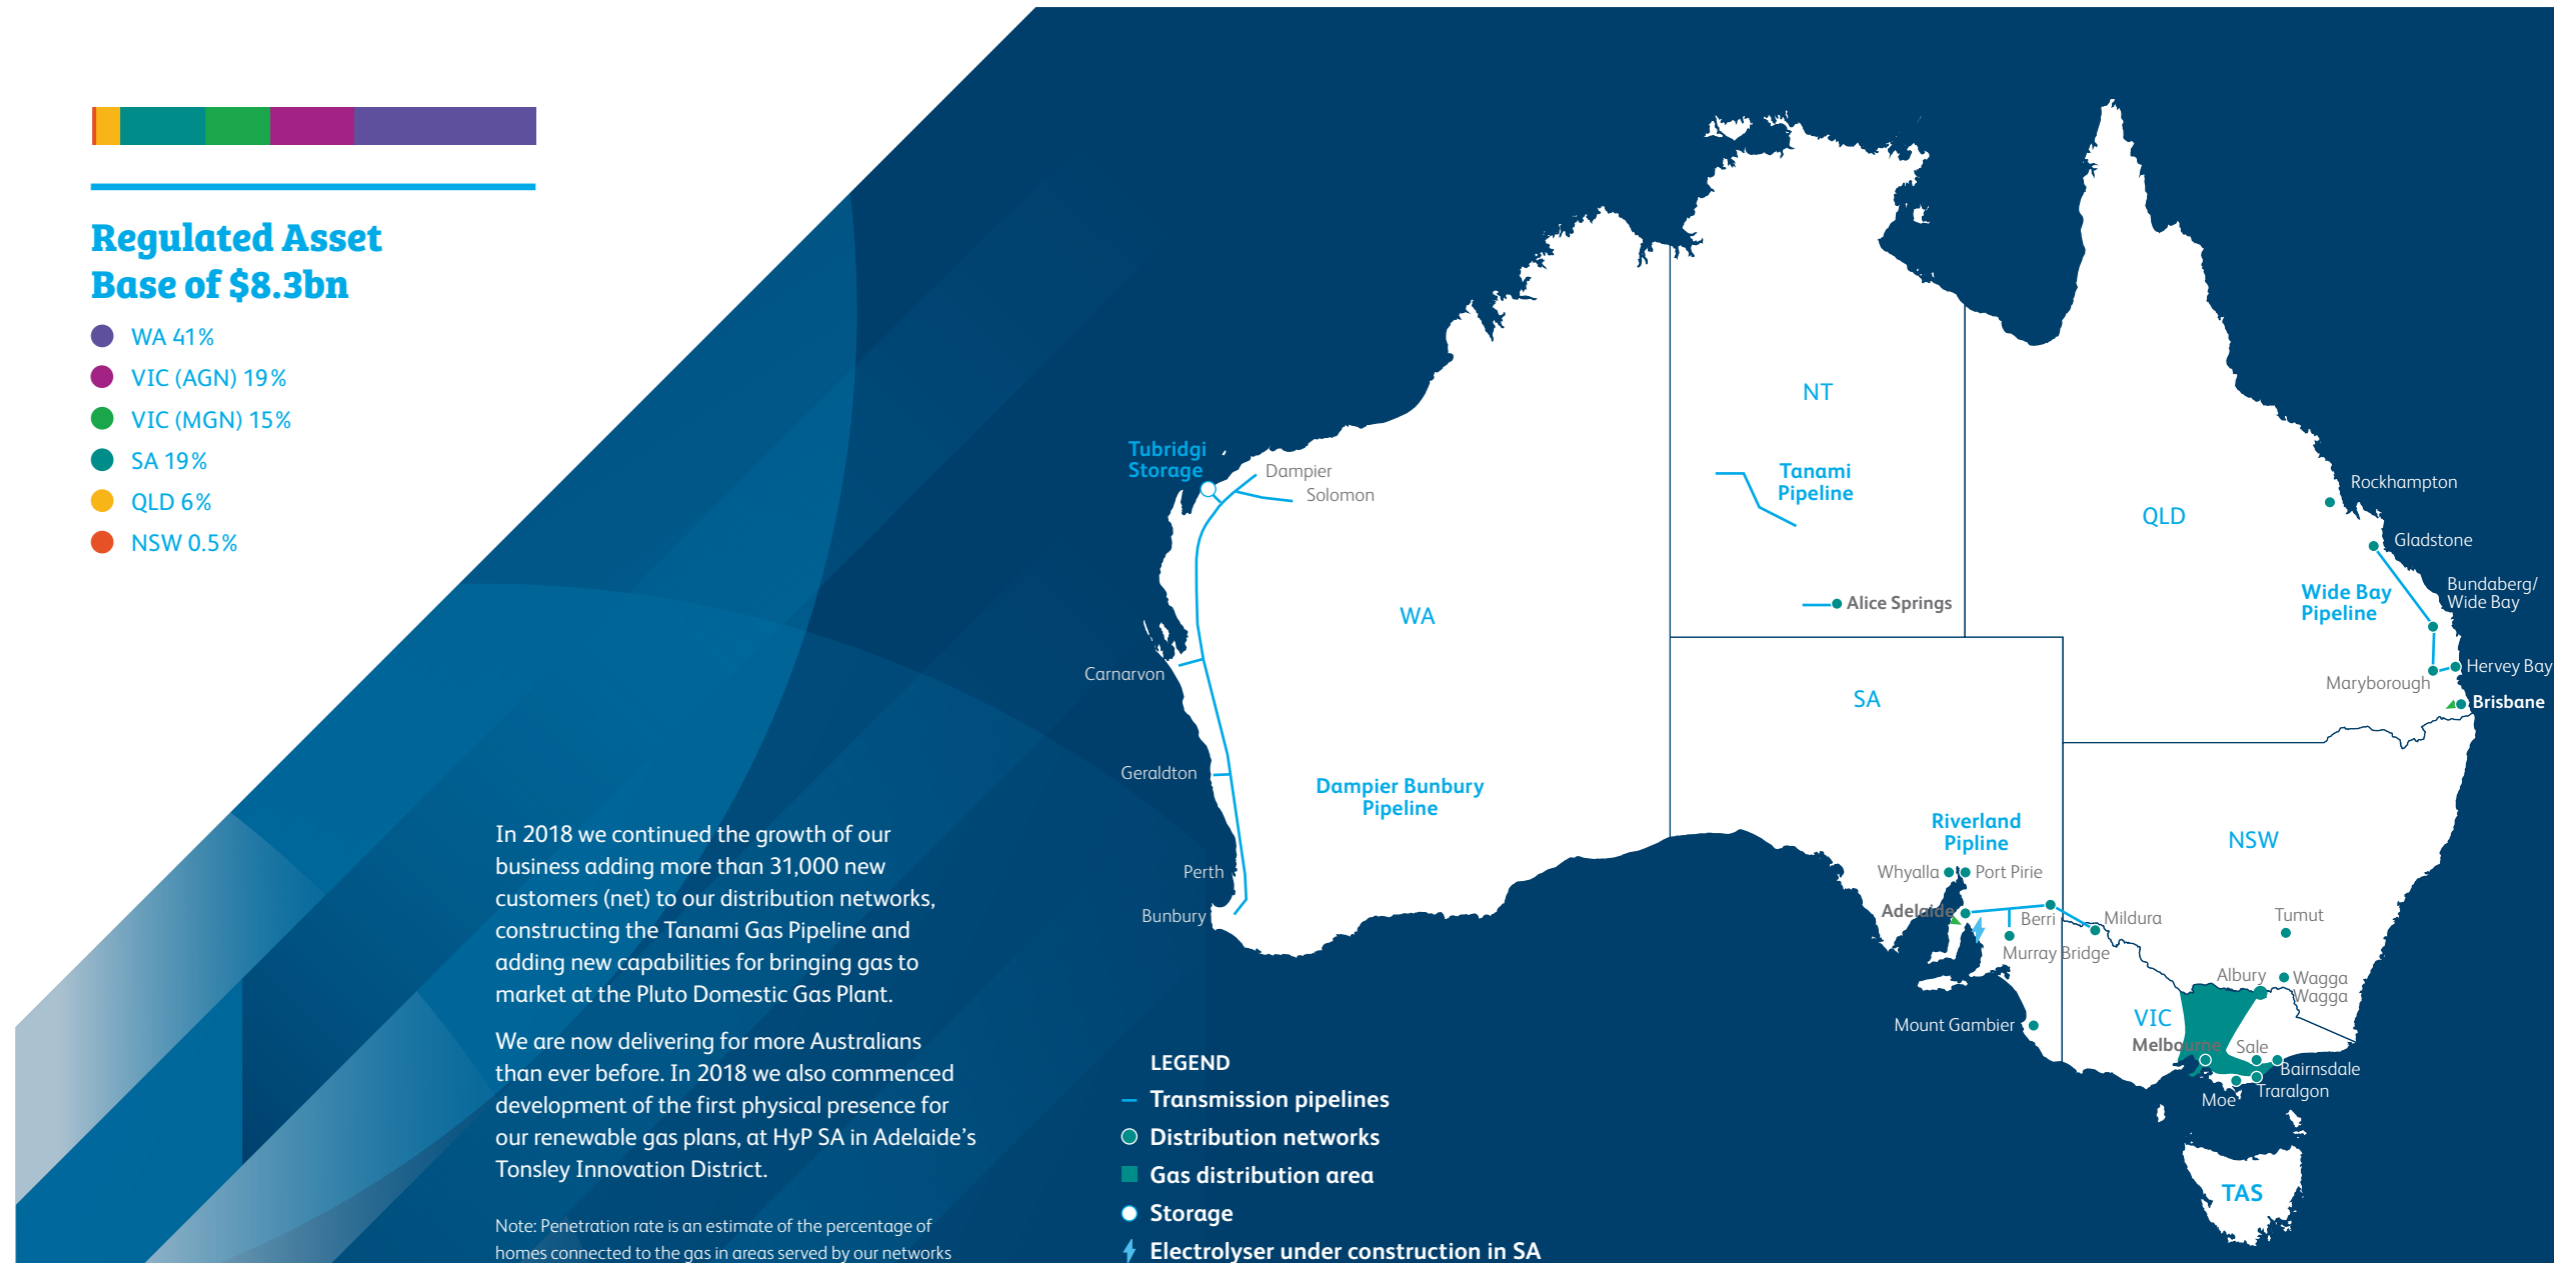 Regulated Asset
Base of $8.3bn
WA 41%
VIC (AGN) 19%
VIC (MGN) 15%
SA 19%
QLD 6%
NSW 0.5%
In 2018 we continued the growth of our
business adding more than 31,000 new
customers (net) to our distribution networks,
constructing the Tanami Gas Pipeline and
adding new capabilities for bringing gas to
market at the Pluto Domestic Gas Plant.
We are now delivering for more Australians
than ever before. In 2018 we also commenced
development of the first physical presence for
our renewable gas plans, at HyP SA in Adelaide’s
Tonsley Innovation District.
Note: Penetration rate is an estimate of the percentage of
homes connected to the gas in areas served by our networks
Tubridgi
Storage
Dampier
Solomon
WA
Carnarvon
Geraldton
Dampier Bunbury
Pipeline
Perth
Bunbury
NT
Tanami
Pipeline
Alice Springs
QLD
Rockhampton
Gladstone
Wide Bay
Pipeline
Bundaberg/
Wide Bay
Hervey Bay
Maryborough
Brisbane
SA
Riverland
Pipline
Whyalla
Port Pirie
Adelaide
Berri
Mildura
Murray Bridge
Mount Gambier
NSW
Tumut
Albury
Wagga
Wagga
VIC
Melbourne
Sale
Bairnsdale
Traralgon
Moe
TAS
LEGEND
Transmission pipelines
Distribution networks
Gas distribution area
Storage
Electrolyser under construction in SA